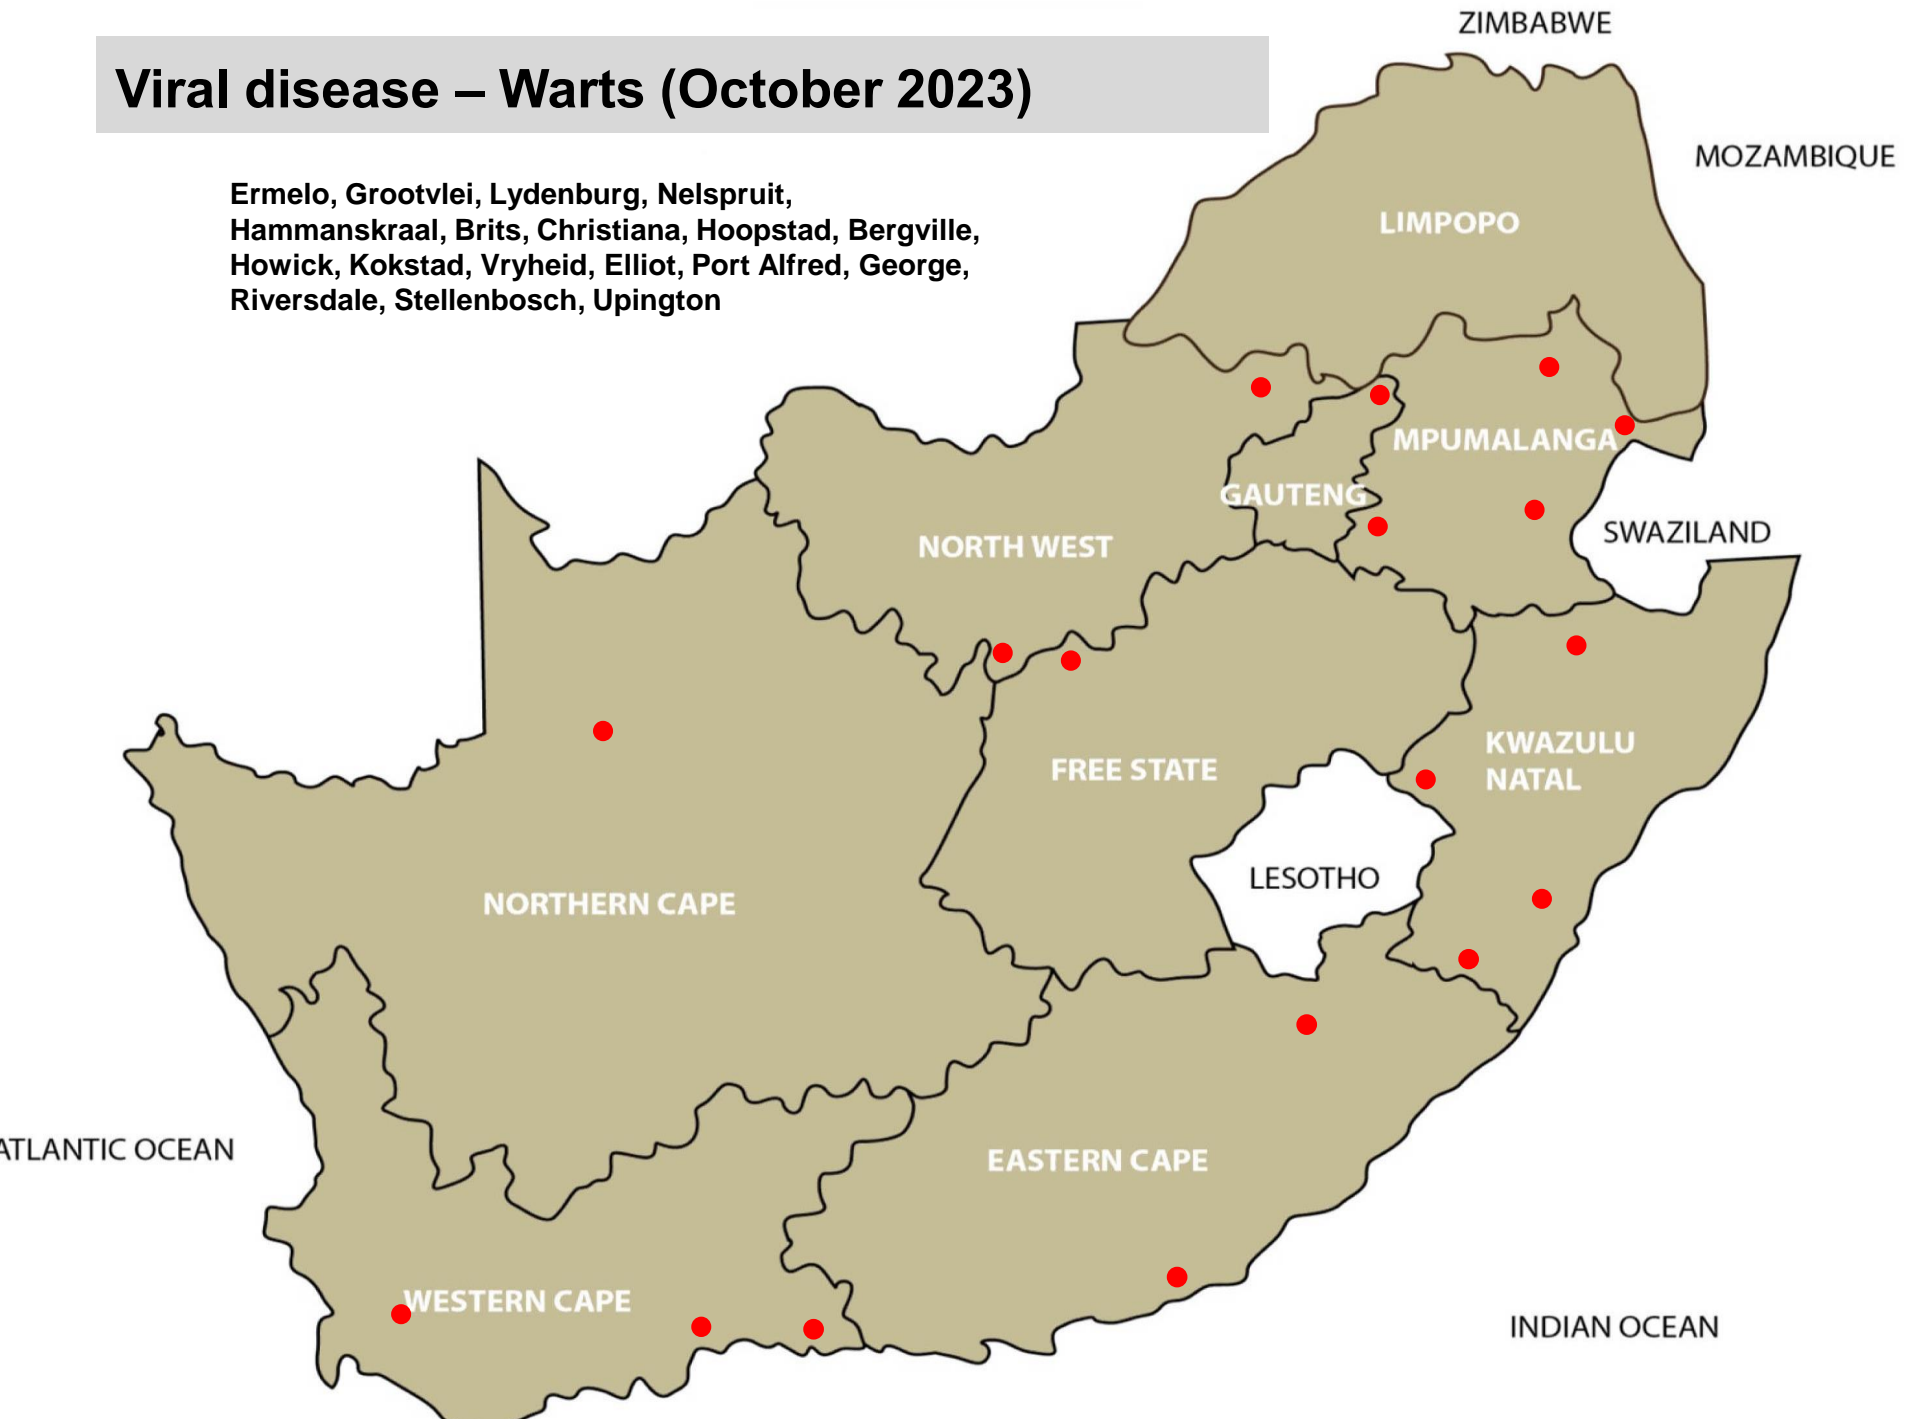 ZIMBABWE
Viral disease – Warts (October 2023)
MOZAMBIQUE
Ermelo, Grootvlei, Lydenburg, Nelspruit,
Hammanskraal, Brits, Christiana, Hoopstad, Bergville,
Howick, Kokstad, Vryheid, Elliot, Port Alfred, George,
Riversdale, Stellenbosch, Upington
LIMPOPO
MPUMALANGA
GAUTENG
SWAZILAND
NORTH WEST
KWAZULU
NATAL
FREE STATE
LESOTHO
NORTHERN CAPE
ATLANTIC OCEAN
EASTERN CAPE
WESTERN CAPE
INDIAN OCEAN